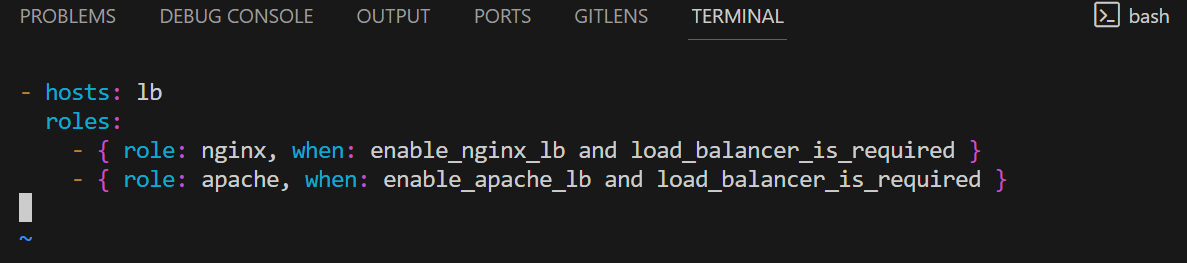 PROBLEMS DEBUG CONSOLE OUTPUT PORTS GITLENS TERMINAL bash
- hosts: lb
  roles:
    - { role: nginx, when: enable_nginx_lb and load_balancer_is_required }
    - { role: apache, when: enable_apache_lb and load_balancer_is_required }
~